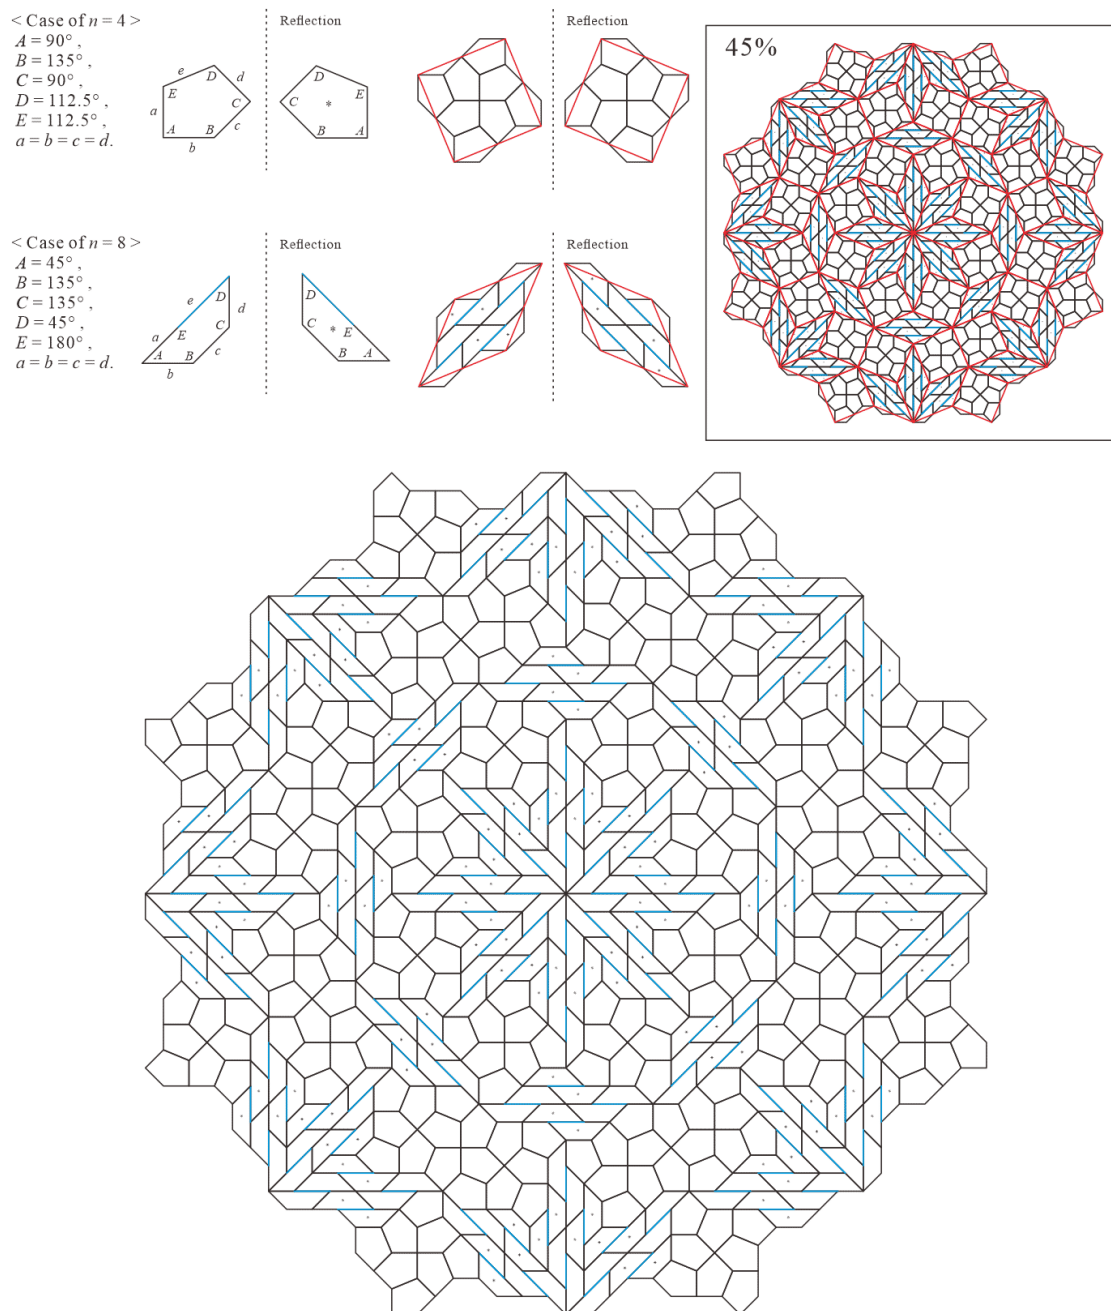 < Case of n = 4 >
A = 90° ,
B = 135° ,
C = 90° ,
D = 112.5° ,
E = 112.5° ,
a = b = c = d.
e
D
d
a
E
C
A
B
c
b
Reflection
D
E
C
*
B
A
Reflection
45%
< Case of n = 8 >
A = 45° ,
B = 135° ,
C = 135° ,
D = 45° ,
E = 180° ,
a = b = c = d.
e
D
d
a
E
C
A
B
c
b
Reflection
D
C
*
E
B
A
Reflection